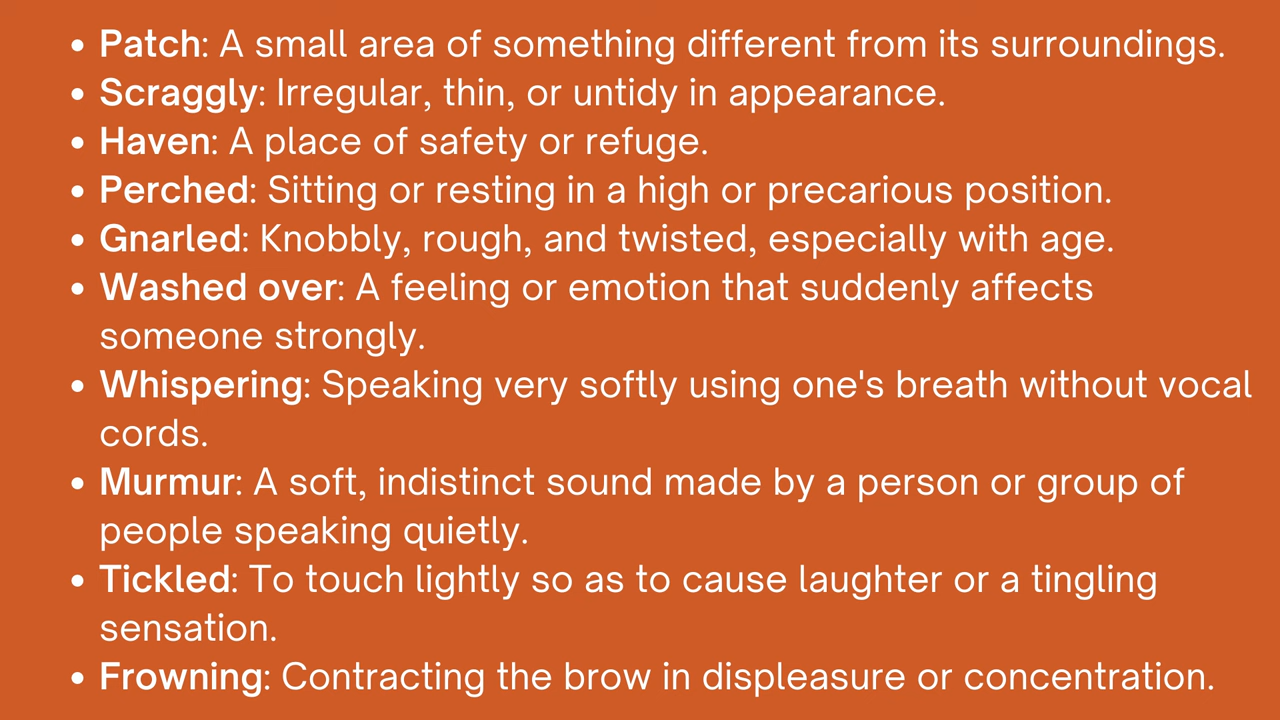 • Patch: A small area of something different from its surroundings.
• Scraggly: Irregular, thin, or untidy in appearance.
• Haven: A place of safety or refuge.
• Perched: Sitting or resting in a high or precarious position.
• Gnarled: Knobbly, rough, and twisted, especially with age.
• Washed over: A feeling or emotion that suddenly affects
someone strongly.
• Whispering: Speaking very softly using one's breath without vocal
cords.
• Murmur: A soft, indistinct sound made by a person or group of
people speaking quietly.
• Tickled: To touch lightly so as to cause laughter or a tingling
sensation.
• Frowning: Contracting the brow in displeasure or concentration.